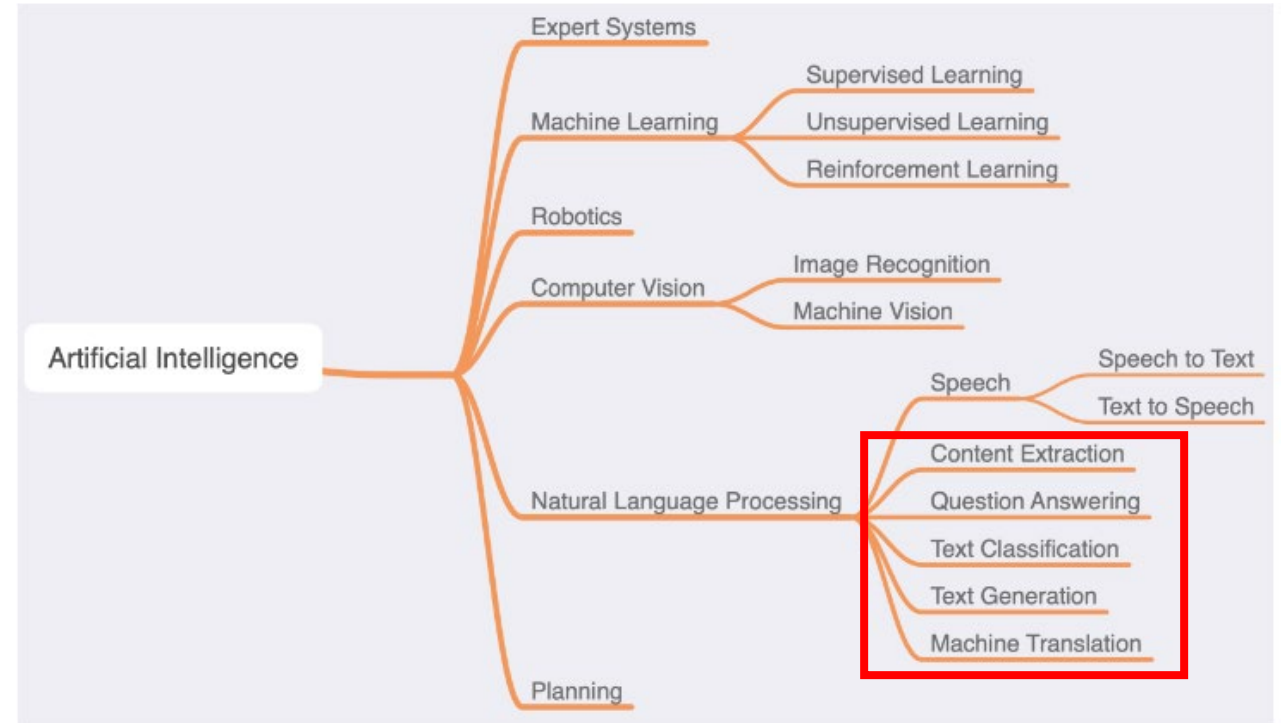 Expert Systems
Supervised Learning
Machine Learning
Unsupervised Learning
Reinforcement Learning
Robotics
Image Recognition
Computer Vision
Machine Vision
Artificial Intelligence
Speech to Text
Speech
Text to Speech
Content Extraction
Natural Language Processing
Question Answering
Text Classification
Text Generation
Machine Translation
Planning